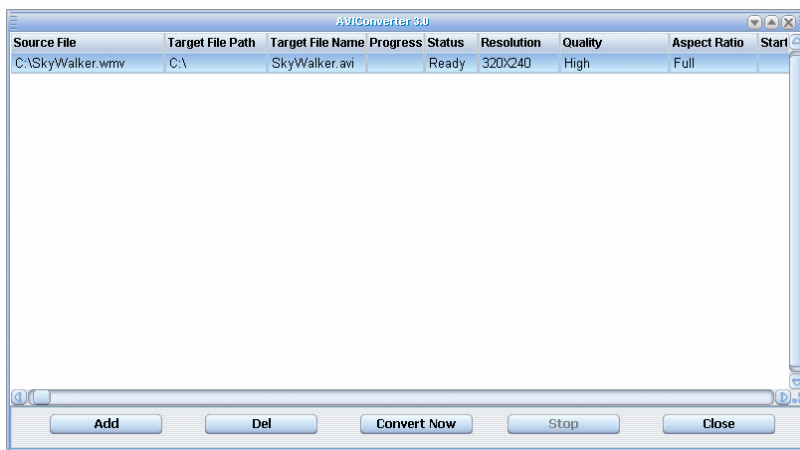 AVIConverter 3.0
Source File Target File Path Target File Name Progress Status Resolution Quality Aspect Ratio Start
C:\SkyWalker.wmv C:\ SkyWalker.avi Ready 320X240 High Full
Add Del Convert Now Stop Close